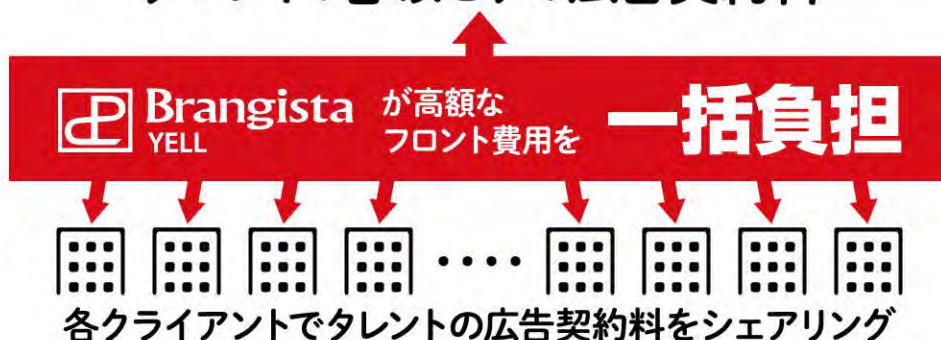 Brangista
YELL
が高額な
フロント費用を
一括負担
各クライアントでタレントの広告契約料をシェアリング